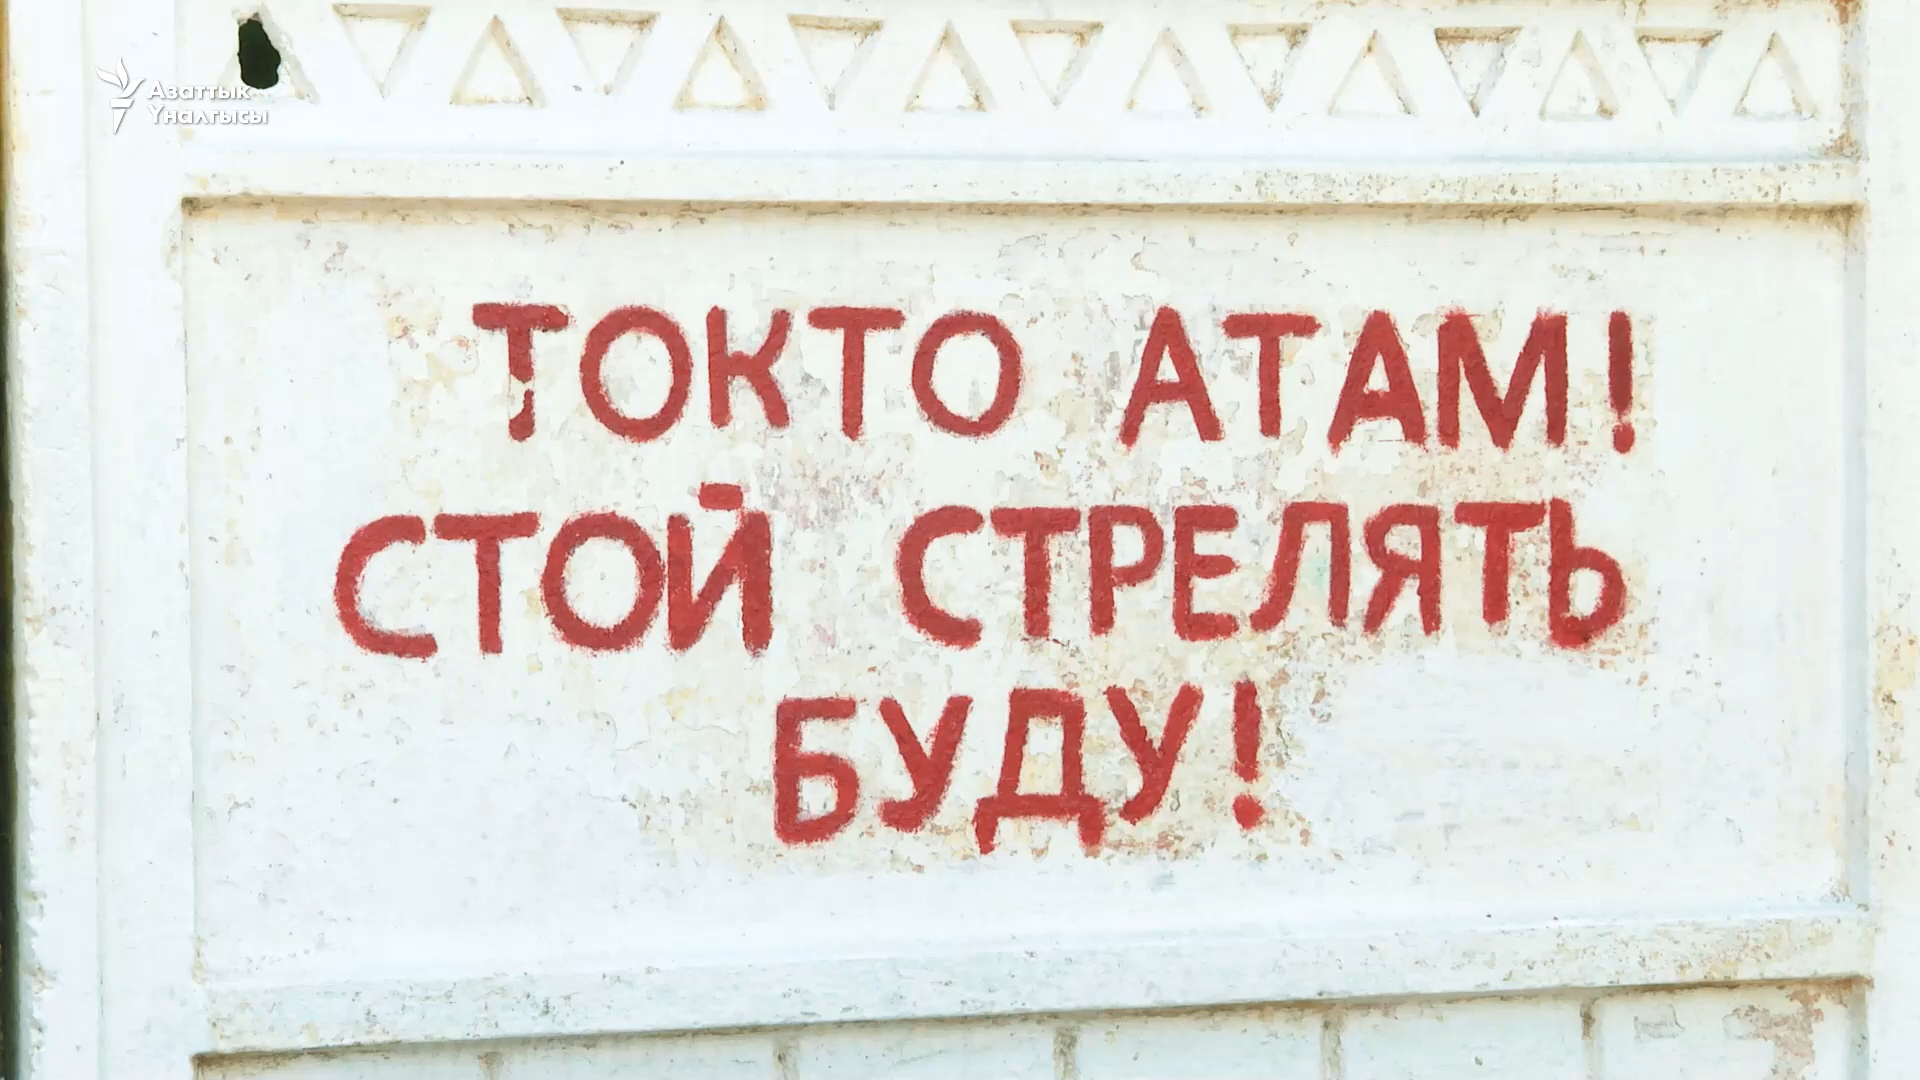 Азаттык
Үналгысы
ТОКТО АТАМ!
СТОЙ СТРЕЛЯТЬ
БУДУ!